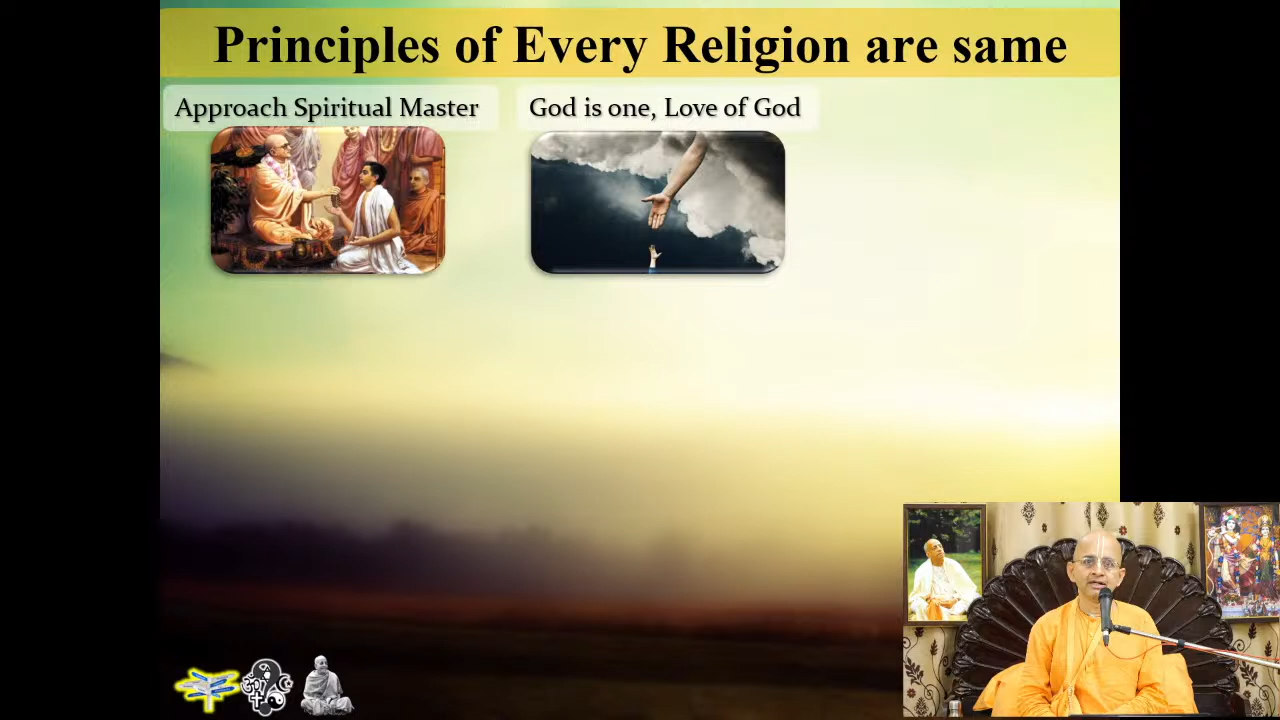 Principles of Every Religion are same
Approach Spiritual Master
God is one, Love of God